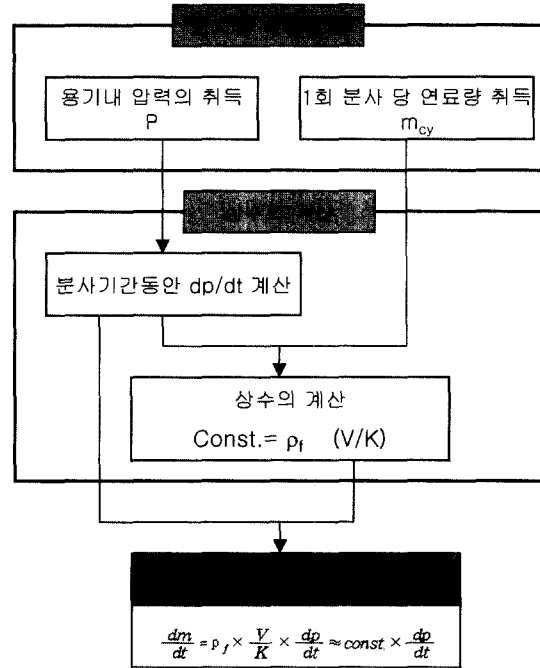 용기내 압력의 취득
P
1회 분사 당 연료량 취득
m_cy
분사기간동안 dp/dt 계산
상수의 계산
Const.= ρ_f (V/K)
dm/dt = ρ_f × V/K × dp/dt ≈ const. × dp/dt